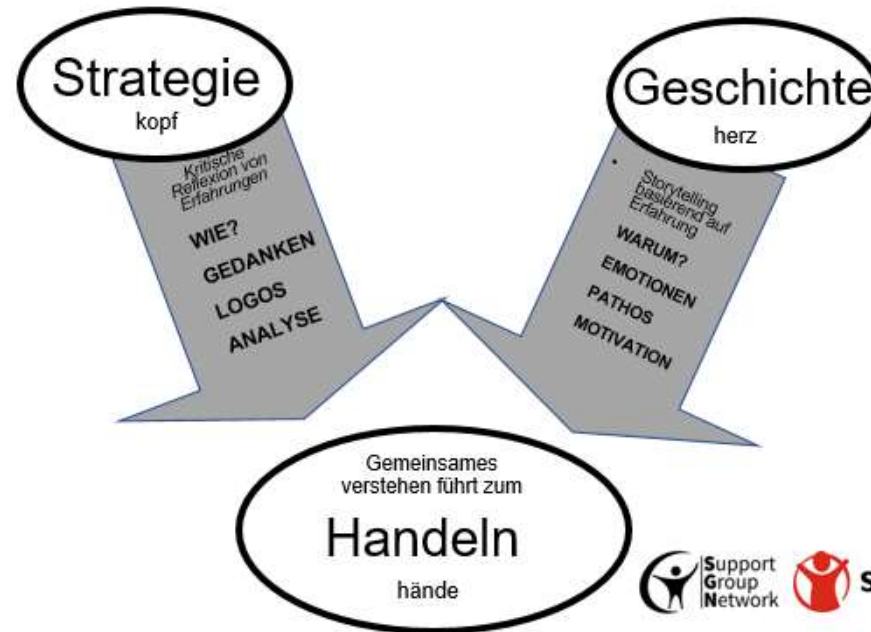 Strategie
kopf
Kritische
Reflexion von
Erfahrungen
WIE?
GEDANKEN
LOGOS
ANALYSE
Geschichte
herz
•
Storytelling
basierend auf
Erfahrung
WARUM?
EMOTIONEN
PATHOS
MOTIVATION
Gemeinsames
verstehen führt zum
Handeln
hände
Support
Group
Network
S